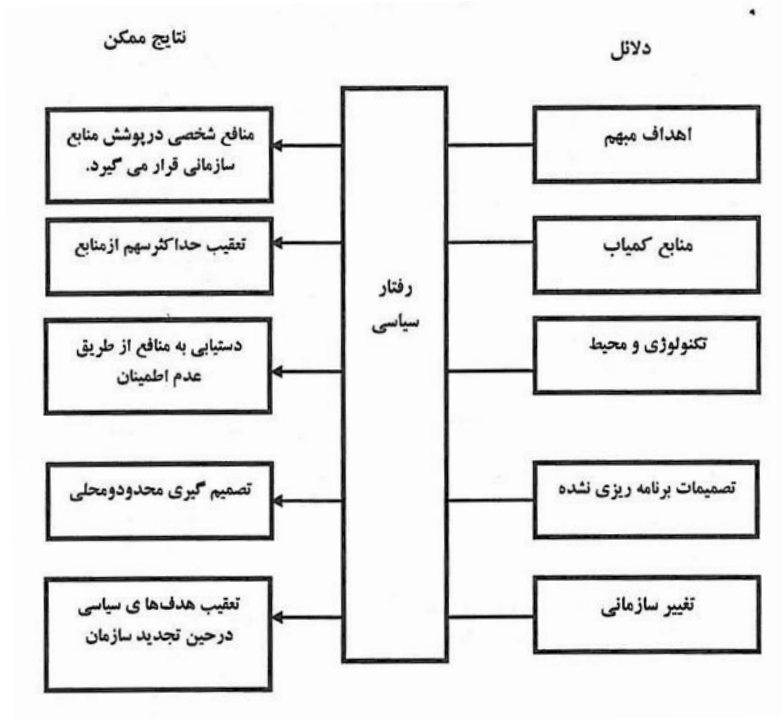 دلائل
نتایج ممکن
اهداف مبهم
منابع کمیاب
تکنولوژی و محیط
تصمیمات برنامه ریزی نشده
تغییر سازمانی
رفتار
سیاسی
منافع شخصی درپوشش منابع
سازمانی قرار می گیرد.
تعقیب حداکثرسهم ازمنابع
دستیابی به منافع از طریق
عدم اطمینان
تصمیم گیری محدودومحلی
تعقیب هدف‌ها ی سیاسی
درحین تجدید سازمان